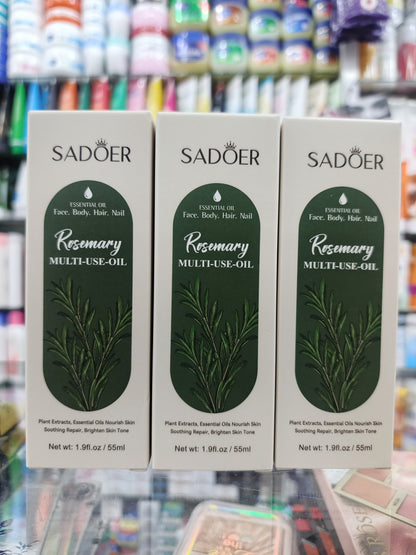 SADOER
ESSENTIAL OIL
Face. Body. Hair. Nail
Rosemary
MULTI-USE-OIL
Plant Extracts, Essential Oils Nourish Skin
Soothing Repair, Brighten Skin Tone
Net wt: 1.9fl.oz / 55ml
SADOER
ESSENTIAL OIL
Face. Body. Hair. Nail
Rosemary
MULTI-USE-OIL
Plant Extracts, Essential Oils Nourish Skin
Soothing Repair, Brighten Skin Tone
Net wt: 1.9fl.oz / 55ml
SADOER
ESSENTIAL OIL
Face. Body. Hair. Nail
Rosemary
MULTI-USE-OIL
Plant Extracts, Essential Oils Nourish Skin
Soothing Repair, Brighten Skin Tone
Net wt: 1.9fl.oz / 55ml